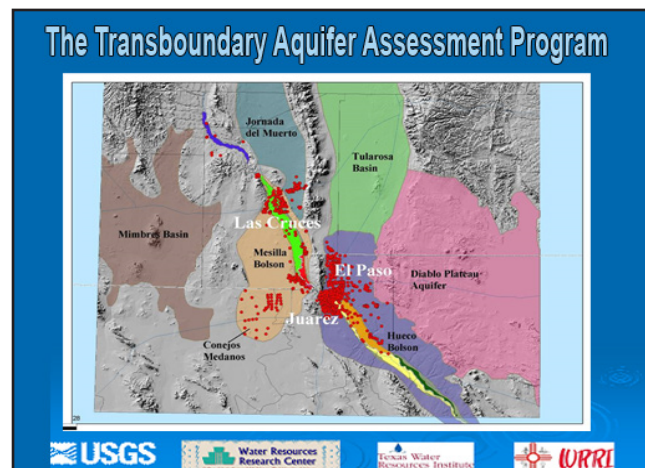 The Transboundary Aquifer Assessment Program
Jornada
del Muerto
Tularosa
Basin
Las Cruces
Mimbres Basin
Mesilla
Bolson
El Paso
Diablo Plateau
Aquifer
Juarez
Conejos
Medanos
Hueco
Bolson
USGS
Water Resources
Research Center
Texas Water
Resources Institute
WRRI